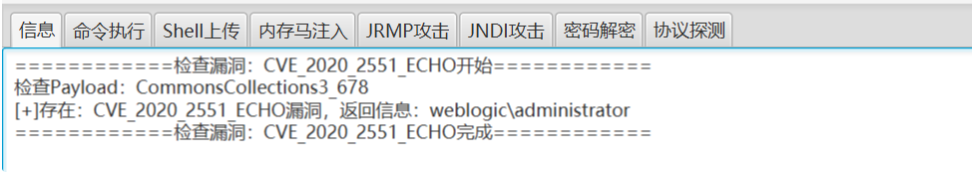 信息 命令执行 Shell上传 内存马注入 JRMP攻击 JNDI攻击 密码解密 协议探测
============检查漏洞：CVE_2020_2551_ECHO开始============
检查Payload：CommonsCollections3_678
[+]存在：CVE_2020_2551_ECHO漏洞，返回信息：weblogic\administrator
============检查漏洞：CVE_2020_2551_ECHO完成============